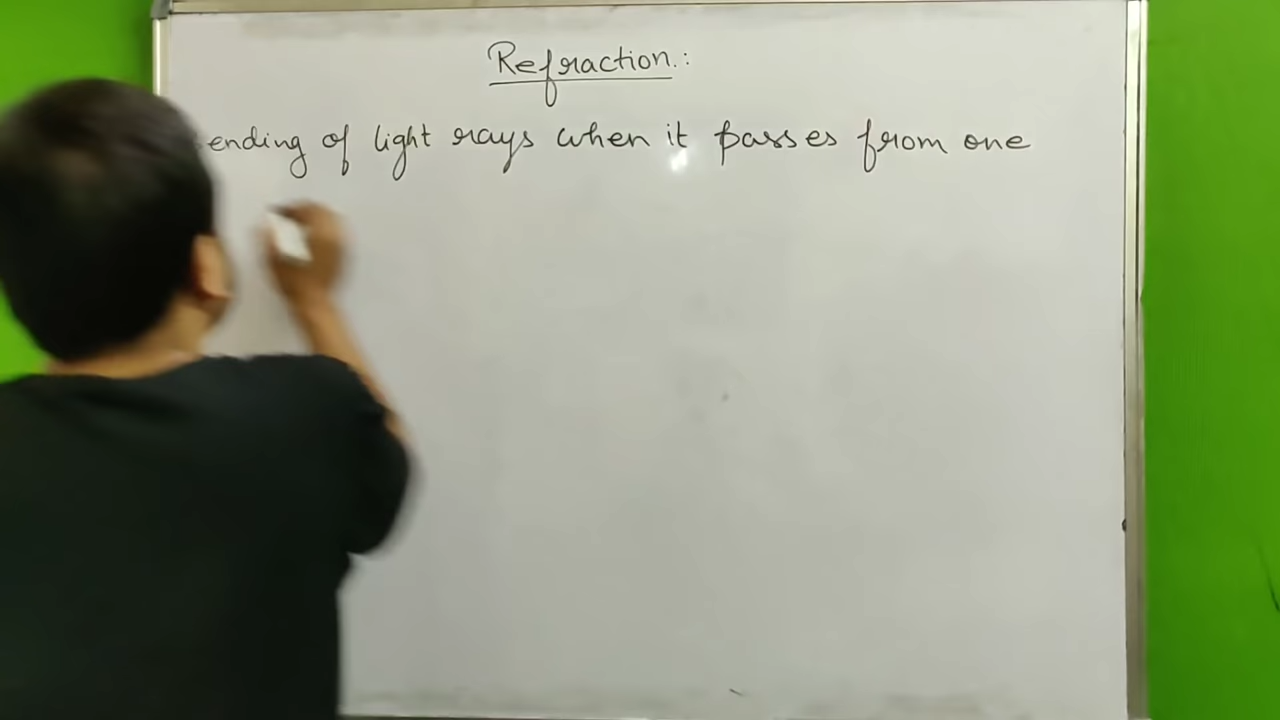 Refraction.:
ending of light rays when it passes from one